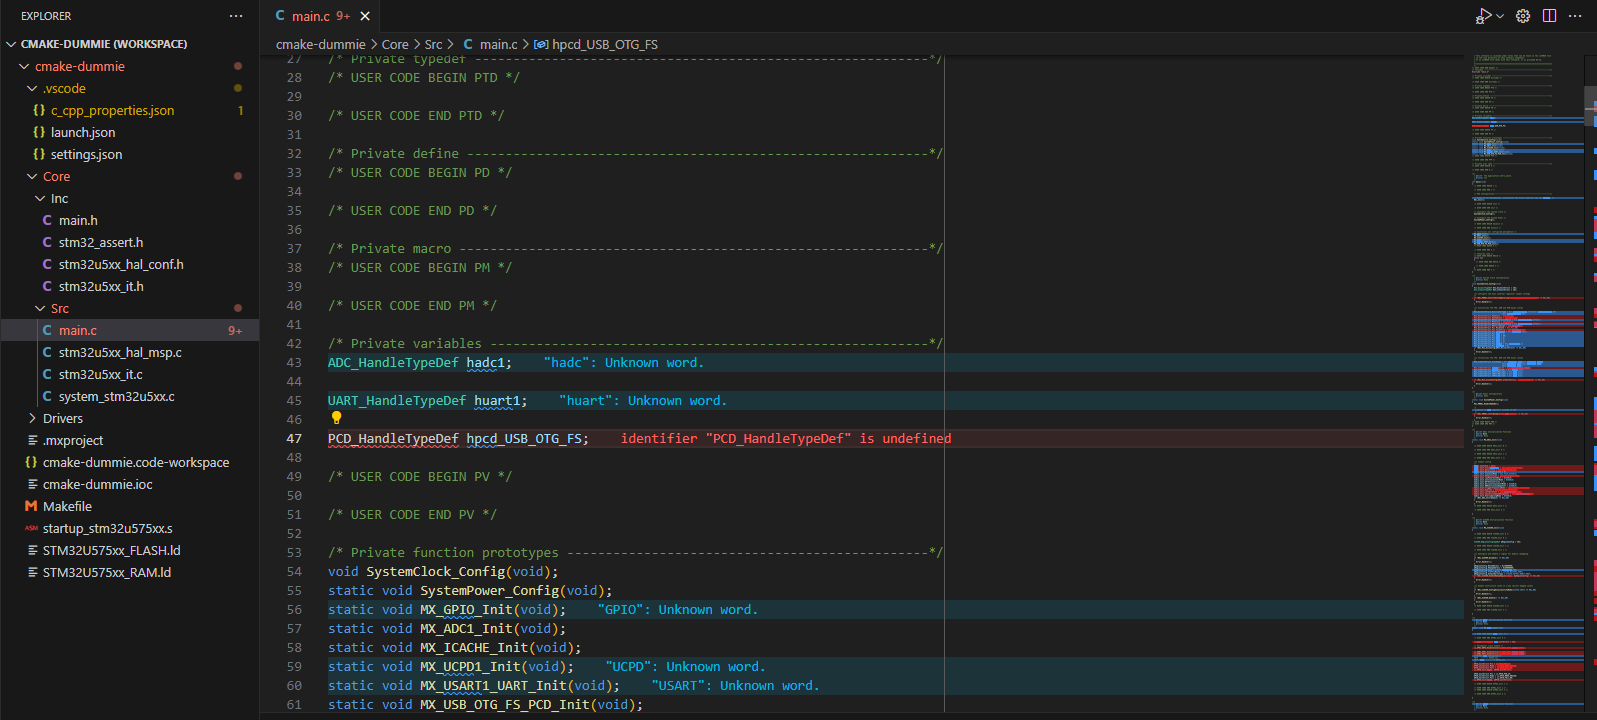 EXPLORER
CMAKE-DUMMIE (WORKSPACE)
cmake-dummie
.vscode
{} c_cpp_properties.json 1
{} launch.json
{} settings.json
Core
Inc
C main.h
C stm32_assert.h
C stm32u5xx_hal_conf.h
C stm32u5xx_it.h
Src
C main.c 9+
C stm32u5xx_hal_msp.c
C stm32u5xx_it.c
C system_stm32u5xx.c
Drivers
.mxproject
{} cmake-dummie.code-workspace
cmake-dummie.ioc
M Makefile
ASM startup_stm32u575xx.s
STM32U575xx_FLASH.ld
STM32U575xx_RAM.ld
C main.c 9+
cmake-dummie > Core > Src > C main.c > hpcd_USB_OTG_FS
27 /* Private typedef -----------------------------------------------------------*/
28 /* USER CODE BEGIN PTD */
29
30 /* USER CODE END PTD */
31
32 /* Private define ------------------------------------------------------------*/
33 /* USER CODE BEGIN PD */
34
35 /* USER CODE END PD */
36
37 /* Private macro -------------------------------------------------------------*/
38 /* USER CODE BEGIN PM */
39
40 /* USER CODE END PM */
41
42 /* Private variables ---------------------------------------------------------*/
43 ADC_HandleTypeDef hadc1; "hadc": Unknown word.
44
45 UART_HandleTypeDef huart1; "huart": Unknown word.
46
47 PCD_HandleTypeDef hpcd_USB_OTG_FS; identifier "PCD_HandleTypeDef" is undefined
48
49 /* USER CODE BEGIN PV */
50
51 /* USER CODE END PV */
52
53 /* Private function prototypes -----------------------------------------------*/
54 void SystemClock_Config(void);
55 static void SystemPower_Config(void);
56 static void MX_GPIO_Init(void); "GPIO": Unknown word.
57 static void MX_ADC1_Init(void);
58 static void MX_ICACHE_Init(void);
59 static void MX_UCPD1_Init(void); "UCPD": Unknown word.
60 static void MX_USART1_UART_Init(void); "USART": Unknown word.
61 static void MX_USB_OTG_FS_PCD_Init(void);